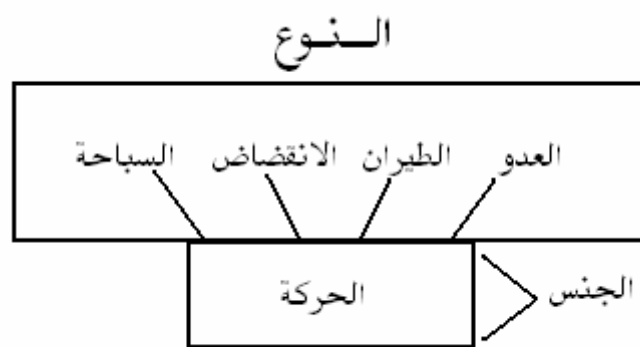 النوع
العدو الطيران الانقضاض السباحة
الجنس الحركة